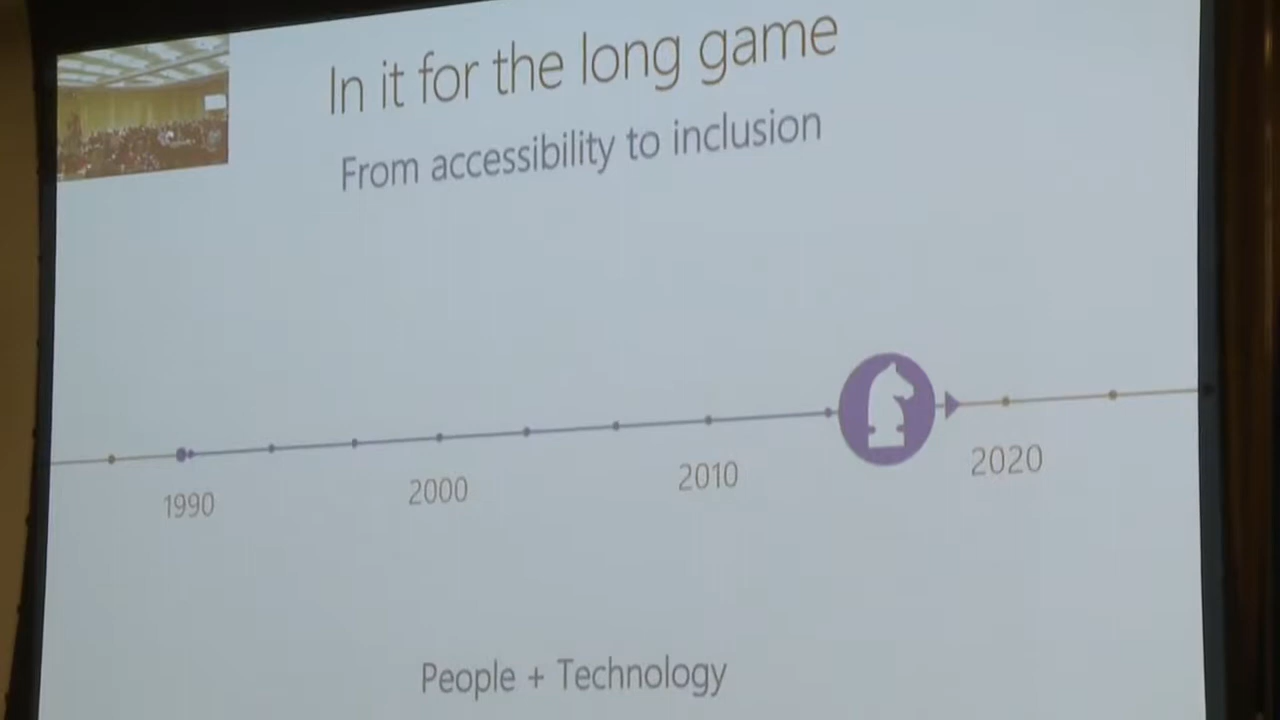 In it for the long game
From accessibility to inclusion
1990
2000
2010
2020
People + Technology